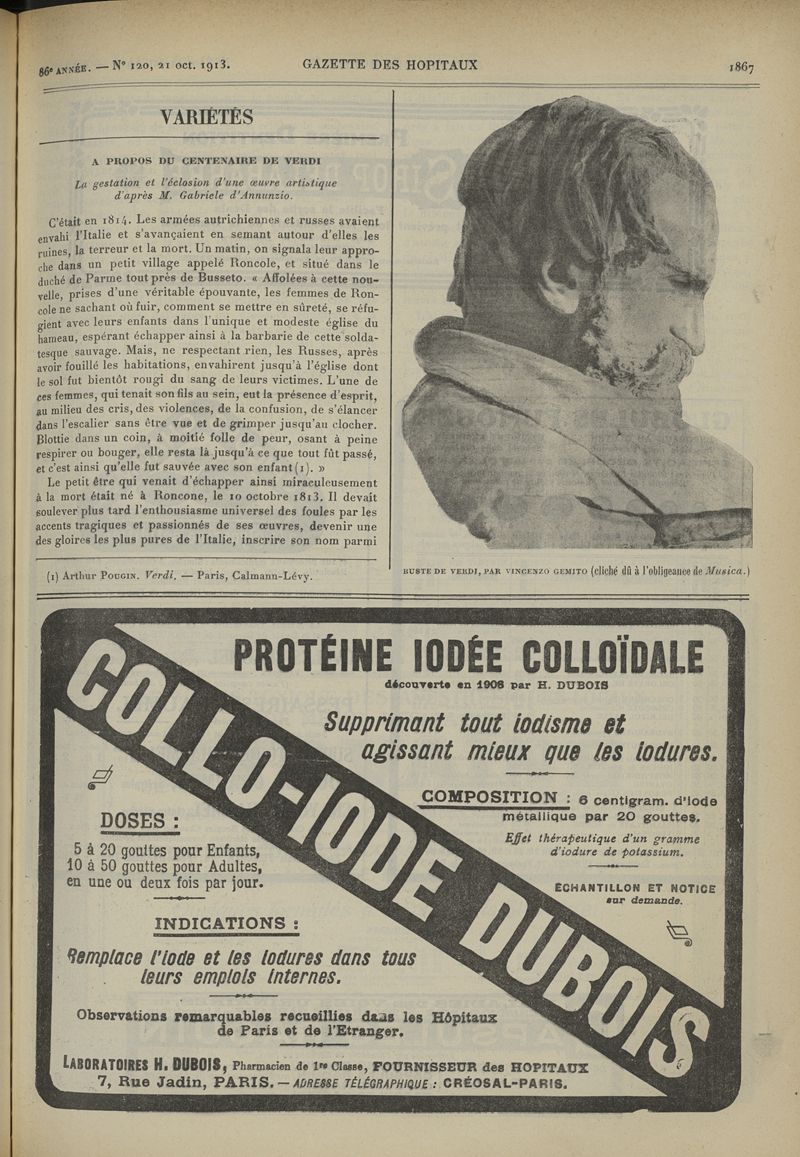 86e ANNÉE. — N° 120, 21 oct. 1913.
GAZETTE DES HOPITAUX
1867
VARIÉTÉS
A PROPOS DU CENTENAIRE DE VERDI
La gestation et l'éclosion d'une œuvre artistique
d'après M. Gabriele d'Annunzio.
C'était en 1814. Les armées autrichiennes et russes avaient
envahi l'Italie et s'avançaient en semant autour d'elles les
ruines, la terreur et la mort. Un matin, on signala leur appro-
che dans un petit village appelé Roncole, et situé dans le
duché de Parme tout près de Busseto. « Affolées à cette nou-
velle, prises d'une véritable épouvante, les femmes de Ron-
cole ne sachant où fuir, comment se mettre en sûreté, se réfu-
gient avec leurs enfants dans l'unique et modeste église du
hameau, espérant échapper ainsi à la barbarie de cette solda-
tesque sauvage. Mais, ne respectant rien, les Russes, après
avoir fouillé les habitations, envahirent jusqu'à l'église dont
le sol fut bientôt rougi du sang de leurs victimes. L'une de
ces femmes, qui tenait son fils au sein, eut la présence d'esprit,
au milieu des cris, des violences, de la confusion, de s'élancer
dans l'escalier sans être vue et de grimper jusqu'au clocher.
Blottie dans un coin, à moitié folle de peur, osant à peine
respirer ou bouger, elle resta là jusqu'à ce que tout fût passé,
et c'est ainsi qu'elle fut sauvée avec son enfant (1). »
Le petit être qui venait d'échapper ainsi miraculeusement
à la mort était né à Roncone, le 10 octobre 1813. Il devait
soulever plus tard l'enthousiasme universel des foules par les
accents tragiques et passionnés de ses œuvres, devenir une
des gloires les plus pures de l'Italie, inscrire son nom parmi
(1) Arthur POUGIN. Verdi. — Paris, Calmann-Lévy.
BUSTE DE VERDI, PAR VINCENZO GEMITO (cliché dû à l'obligeance de Musica.)
PROTÉINE IODÉE COLLOÏDALE
découverte en 1908 par H. DUBOIS
Supprimant tout iodisme et
agissant mieux que les iodures.
COLLO-IODE DUBOIS
COMPOSITION : 6 centigram. d'iode
métallique par 20 gouttes.
Effet thérapeutique d'un gramme
d'iodure de potassium.
ÉCHANTILLON ET NOTICE
sur demande.
DOSES :
5 à 20 gouttes pour Enfants,
10 à 50 gouttes pour Adultes,
en une ou deux fois par jour.
INDICATIONS :
Remplace l'iode et les iodures dans tous
leurs emplois internes.
Observations remarquables recueillies dans les Hôpitaux
de Paris et de l'Etranger.
LABORATOIRES H. DUBOIS, Pharmacien de 1re Classe, FOURNISSEUR des HOPITAUX
7, Rue Jadin, PARIS. — ADRESSE TÉLÉGRAPHIQUE : CRÉOSAL-PARIS.